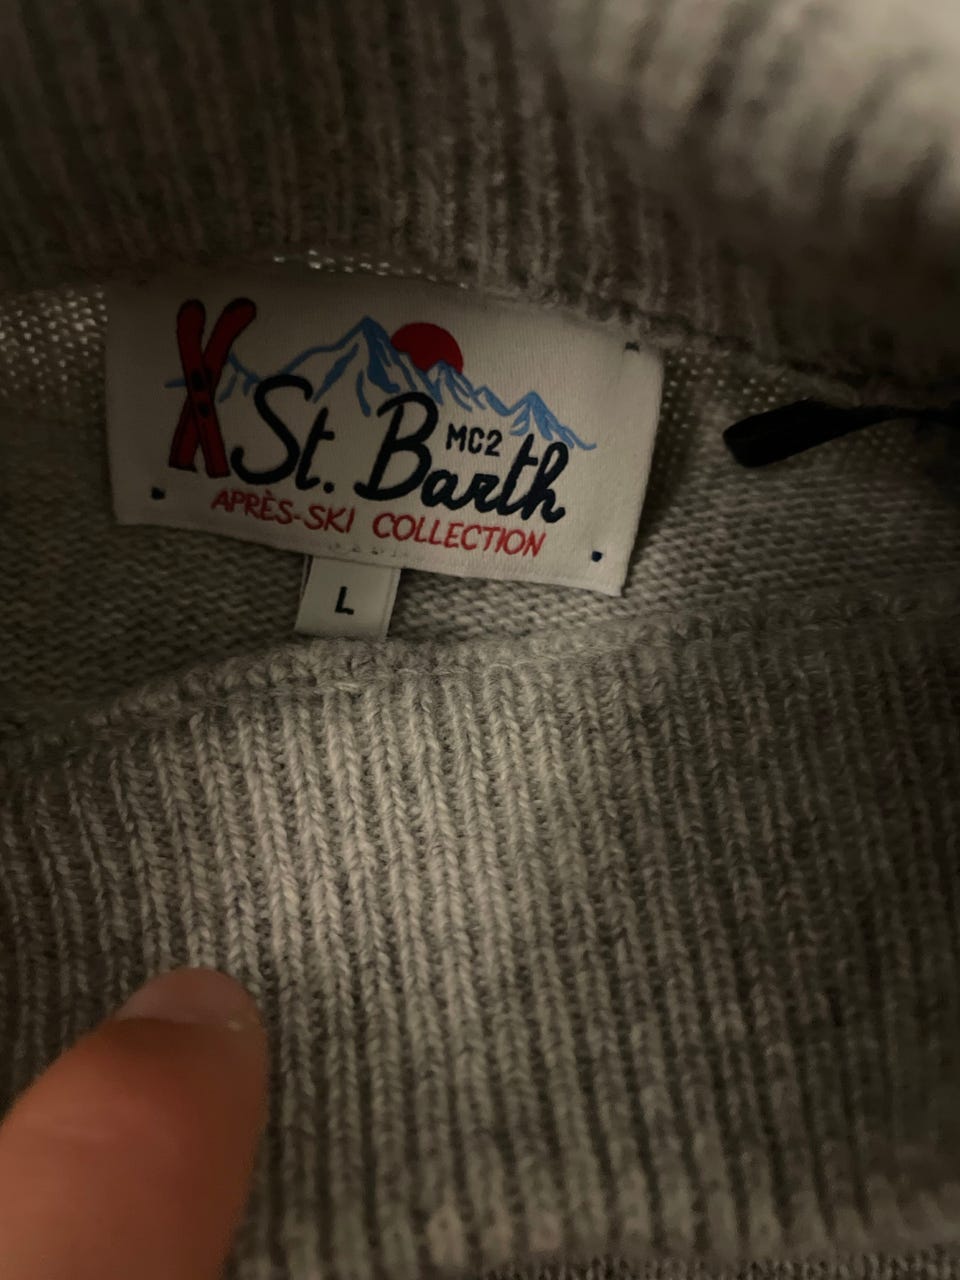 St. Barth
MC2
APRÈS-SKI COLLECTION
L